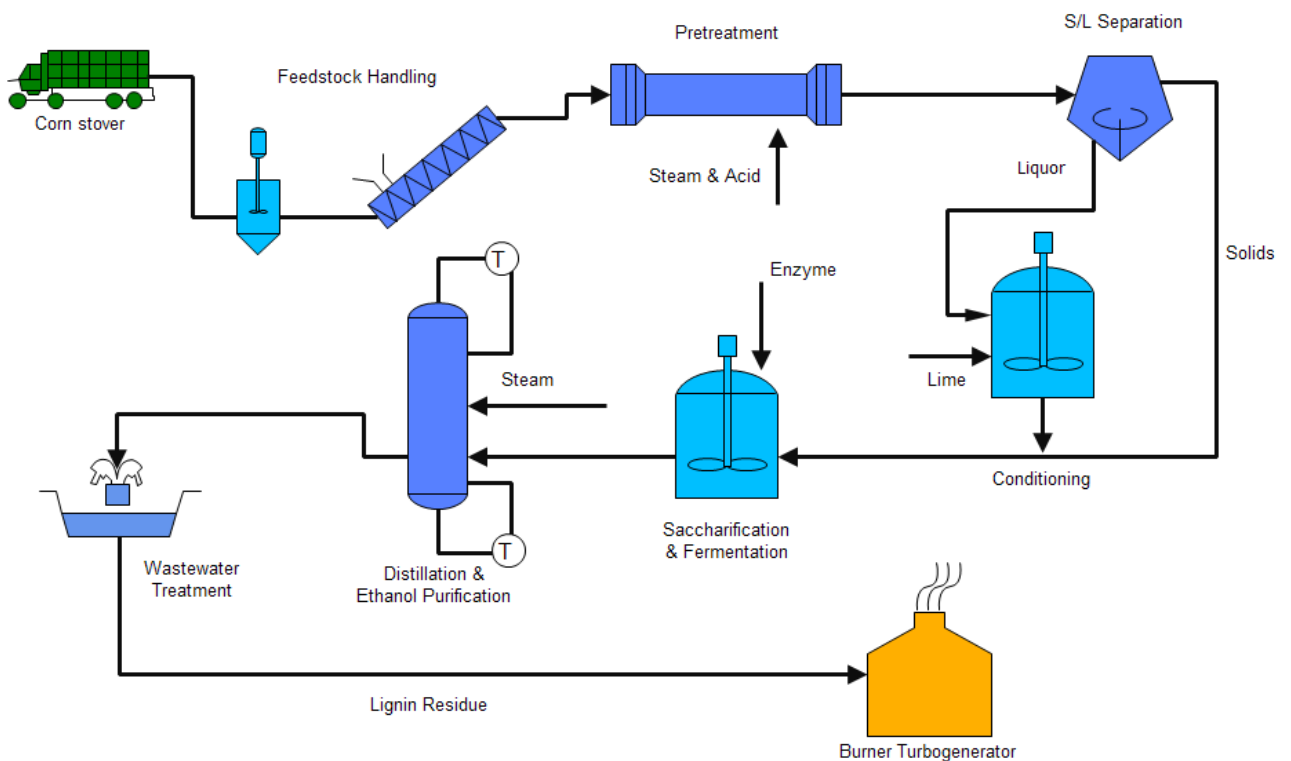 S/L Separation
Pretreatment
Feedstock Handling
Corn stover
Steam & Acid
Liquor
Solids
Enzyme
T
Steam
Lime
Conditioning
Saccharification
& Fermentation
T
Wastewater
Treatment
Distillation &
Ethanol Purification
Lignin Residue
Burner Turbogenerator